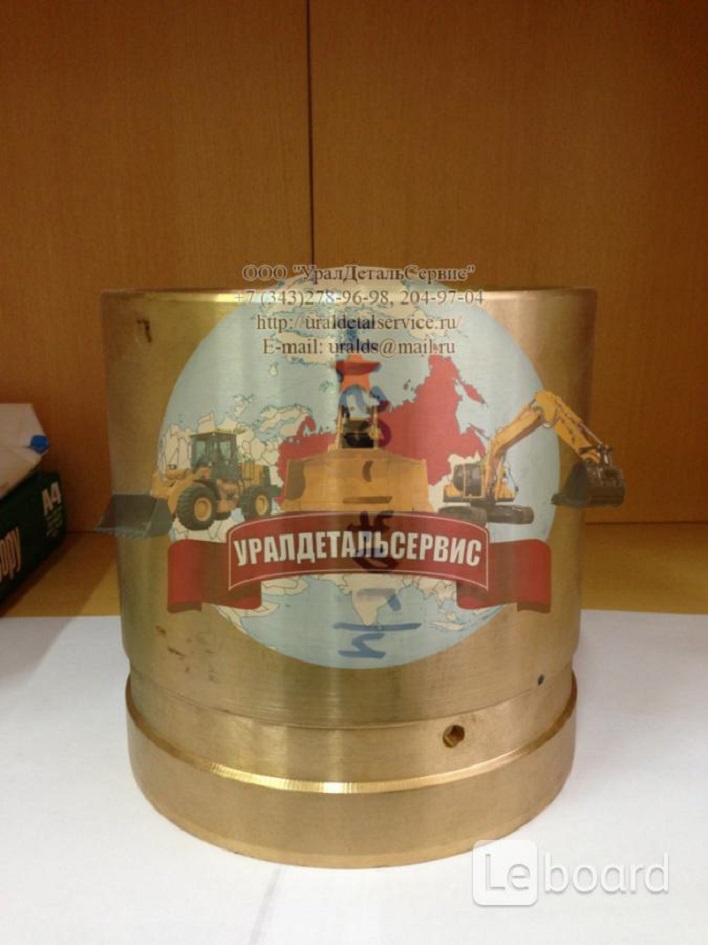 ООО "УралДетальСервис"
+7 (343)278-96-98, 204-97-04
http://uraldetalservice.ru/
E-mail: uralds@mail.ru
УРАЛДЕТАЛЬСЕРВИС
A4
opy
Leboard